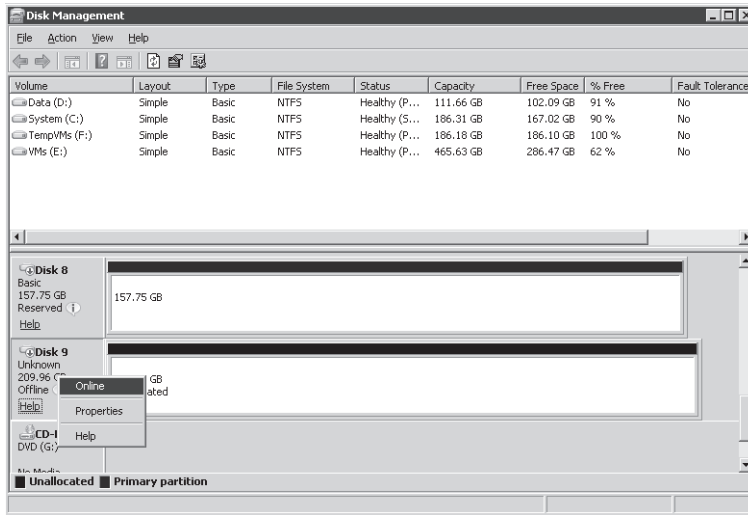 Disk Management
File Action View Help
Volume Layout Type File System Status Capacity Free Space % Free Fault Tolerance
Data (D:) Simple Basic NTFS Healthy (P... 111.66 GB 102.09 GB 91 % No
System (C:) Simple Basic NTFS Healthy (S... 186.31 GB 167.02 GB 90 % No
TempVMs (F:) Simple Basic NTFS Healthy (P... 186.18 GB 186.10 GB 100 % No
VMs (E:) Simple Basic NTFS Healthy (P... 465.63 GB 286.47 GB 62 % No
Disk 8
Basic
157.75 GB
Reserved
Help
157.75 GB
Disk 9
Unknown
209.96
Offline
Help
GB
ated
Online
Properties
Help
DVD (G:)
Unallocated Primary partition